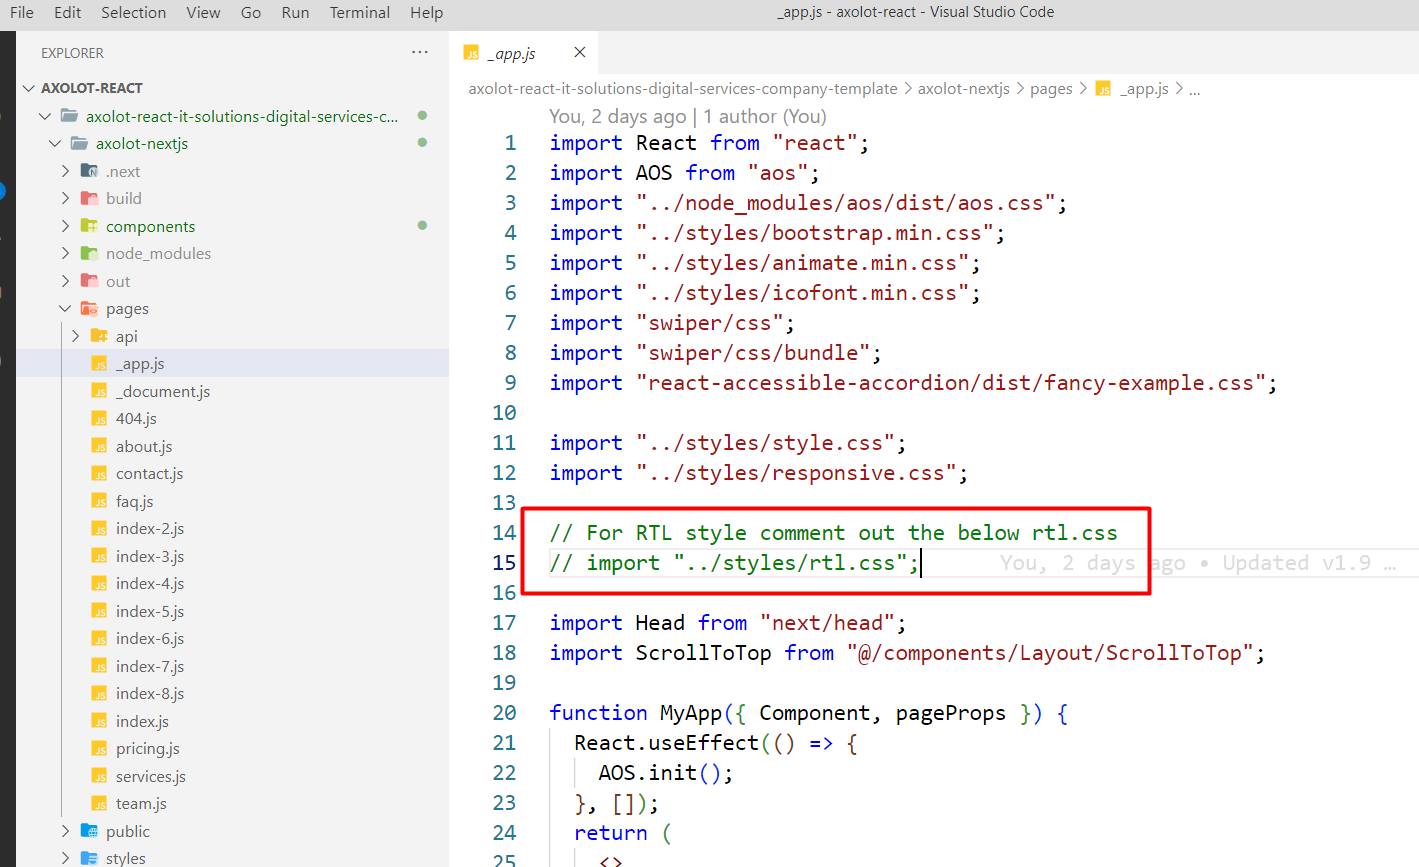 File Edit Selection View Go Run Terminal Help
_app.js - axolot-react - Visual Studio Code
EXPLORER
AXOLOT-REACT
axolot-react-it-solutions-digital-services-c...
axolot-nextjs
.next
build
components
node_modules
out
pages
api
_app.js
_document.js
404.js
about.js
contact.js
faq.js
index-2.js
index-3.js
index-4.js
index-5.js
index-6.js
index-7.js
index-8.js
index.js
pricing.js
services.js
team.js
public
styles
_app.js
axolot-react-it-solutions-digital-services-company-template > axolot-nextjs > pages > _app.js > ...
You, 2 days ago | 1 author (You)
1 import React from "react";
2 import AOS from "aos";
3 import "../node_modules/aos/dist/aos.css";
4 import "../styles/bootstrap.min.css";
5 import "../styles/animate.min.css";
6 import "../styles/icofont.min.css";
7 import "swiper/css";
8 import "swiper/css/bundle";
9 import "react-accessible-accordion/dist/fancy-example.css";
10
11 import "../styles/style.css";
12 import "../styles/responsive.css";
13
14 // For RTL style comment out the below rtl.css
15 // import "../styles/rtl.css"; You, 2 days ago • Updated v1.9 …
16
17 import Head from "next/head";
18 import ScrollToTop from "@/components/Layout/ScrollToTop";
19
20 function MyApp({ Component, pageProps }) {
21 React.useEffect(() => {
22 AOS.init();
23 }, []);
24 return (
25 <>